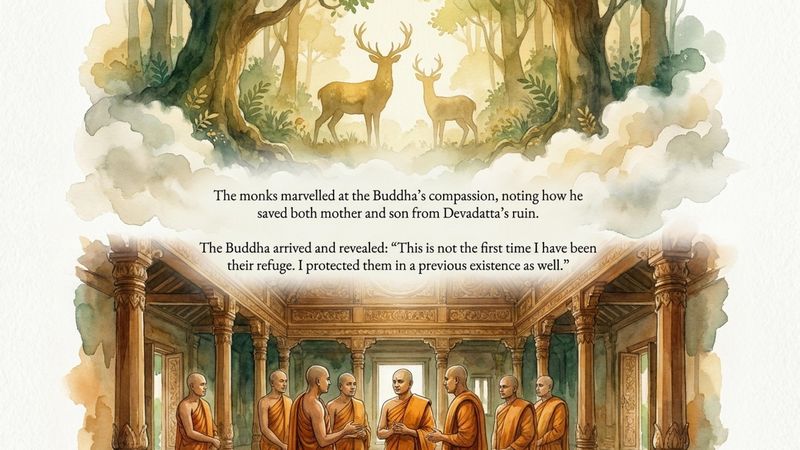 The monks marvelled at the Buddha’s compassion, noting how he
saved both mother and son from Devadatta’s ruin.
The Buddha arrived and revealed: “This is not the first time I have been
their refuge. I protected them in a previous existence as well.”